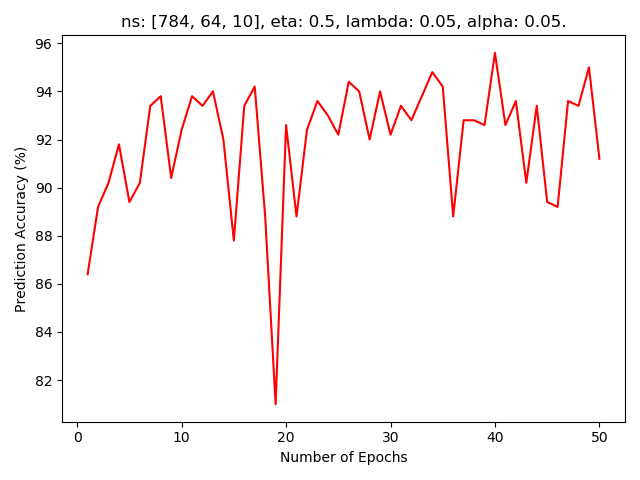 ns: [784, 64, 10], eta: 0.5, lambda: 0.05, alpha: 0.05.
Prediction Accuracy (%)
96
94
92
90
88
86
84
82
0 10 20 30 40 50
Number of Epochs